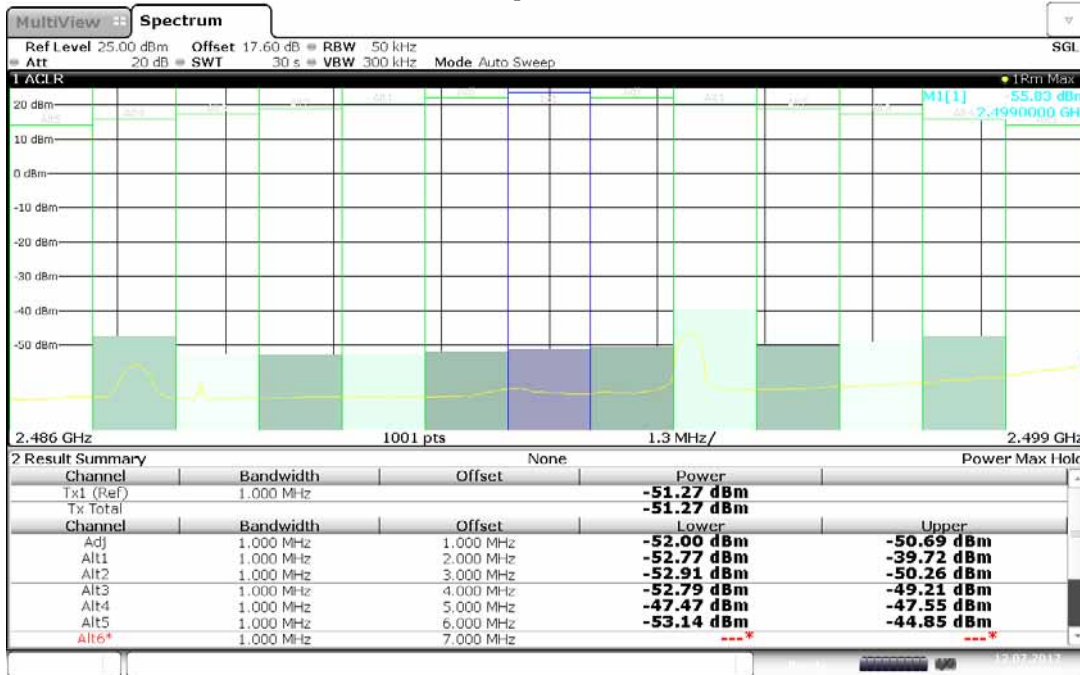 MultiView Spectrum
Ref Level 25.00 dBm Offset 17.60 dB RBW 50 kHz SGL
Att 20 dB SWT 30 s VBW 300 kHz Mode Auto Sweep
1 ACLR 1Rm Max
M1[1] -55.83 dBm
2.4990000 GH
20 dBm
10 dBm
0 dBm
-10 dBm
-20 dBm
-30 dBm
-40 dBm
-50 dBm
2.486 GHz 1001 pts 1.3 MHz/ 2.499 GHz
2 Result Summary None Power Max Hold
Channel Bandwidth Offset Power
Tx1 (Ref) 1.000 MHz -51.27 dBm
Tx Total -51.27 dBm
Channel Bandwidth Offset Lower Upper
Adj 1.000 MHz 1.000 MHz -52.00 dBm -50.69 dBm
Alt1 1.000 MHz 2.000 MHz -52.77 dBm -39.72 dBm
Alt2 1.000 MHz 3.000 MHz -52.91 dBm -50.26 dBm
Alt3 1.000 MHz 4.000 MHz -52.79 dBm -49.21 dBm
Alt4 1.000 MHz 5.000 MHz -47.47 dBm -47.55 dBm
Alt5 1.000 MHz 6.000 MHz -53.14 dBm -44.85 dBm
Alt6* 1.000 MHz 7.000 MHz ---* ---*
12.07.2017